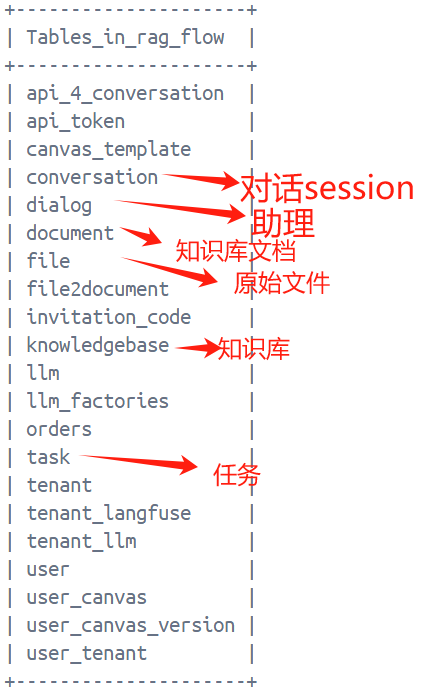 +---------------------+
| Tables_in_rag_flow |
+---------------------+
| api_4_conversation |
| api_token |
| canvas_template |
| conversation | 对话session
| dialog | 助理
| document | 知识库文档
| file | 原始文件
| file2document |
| invitation_code |
| knowledgebase | 知识库
| llm |
| llm_factories |
| orders |
| task | 任务
| tenant |
| tenant_langfuse |
| tenant_llm |
| user |
| user_canvas |
| user_canvas_version |
| user_tenant |
+---------------------+